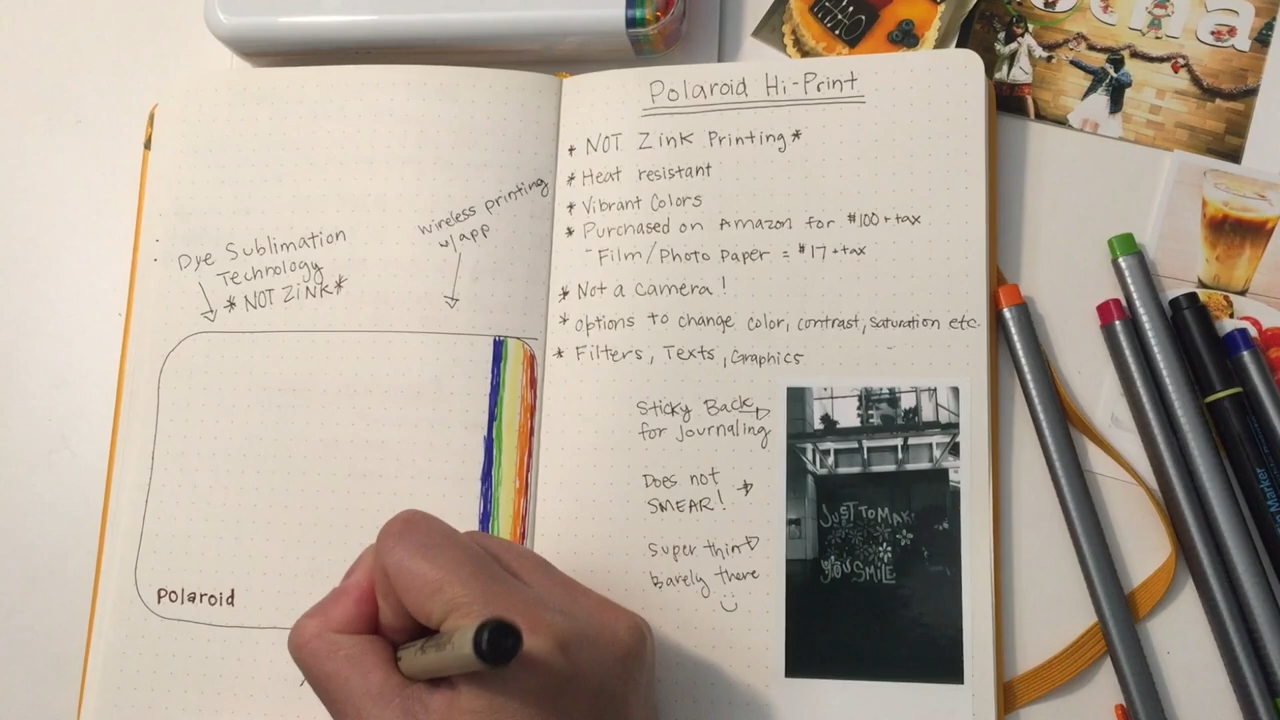 Polaroid Hi-Print
* NOT Zink Printing *
* Heat resistant
* Vibrant Colors
* Purchased on Amazon for $100 + tax
- Film/Photo Paper = $17 + tax
* Not a camera!
* options to change color, contrast, saturation etc.
* Filters, Texts, Graphics
Sticky Back
for Journaling
Does not
SMEAR!
super thin
Barely there
JUST TO MAKE
YOU SMILE
Dye Sublimation
Technology
* NOT ZINK *
wireless printing
w/ app
Polaroid
Marker